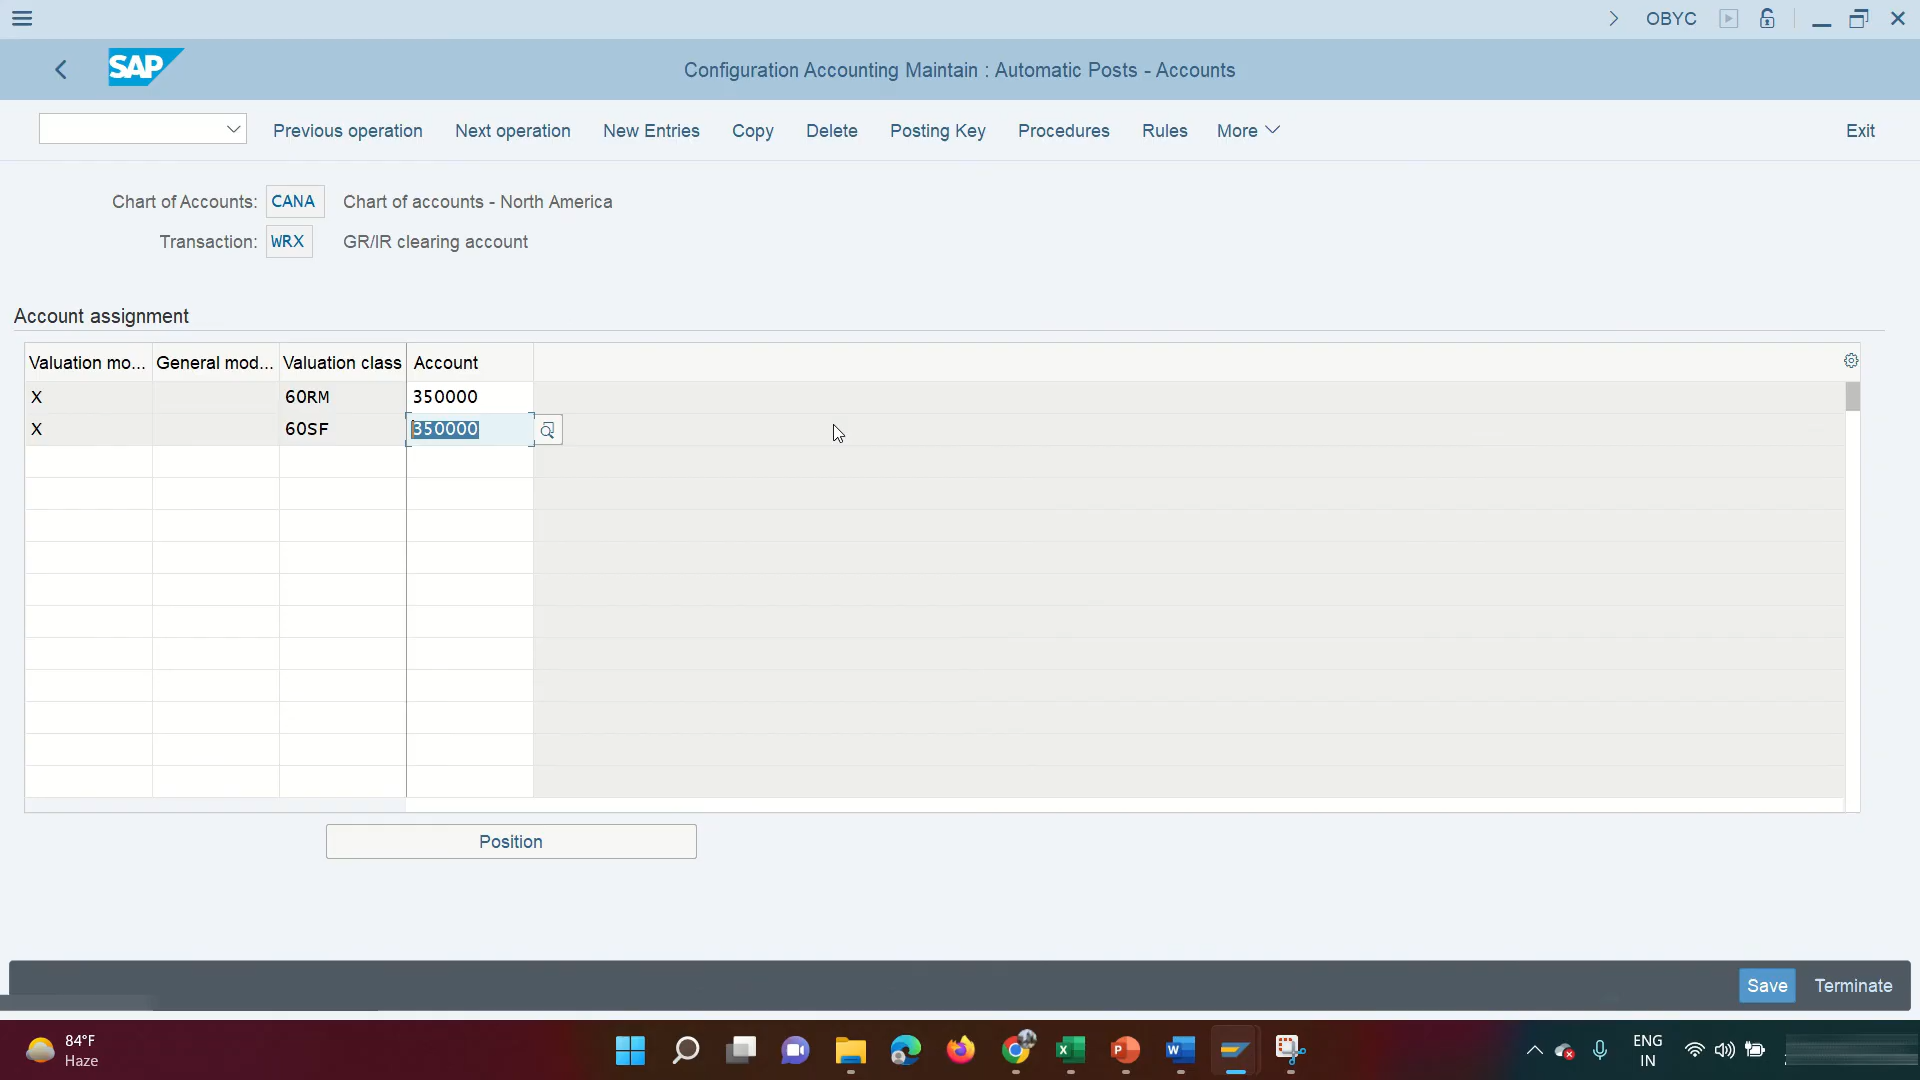 OBYC
SAP
Configuration Accounting Maintain : Automatic Posts - Accounts
Previous operation
Next operation
New Entries
Copy
Delete
Posting Key
Procedures
Rules
More
Exit
Chart of Accounts: CANA Chart of accounts - North America
Transaction: WRX GR/IR clearing account
Account assignment
Valuation mo... General mod... Valuation class Account
X 60RM 350000
X 60SF 350000
Position
Save Terminate
84°F
Haze
ENG
IN